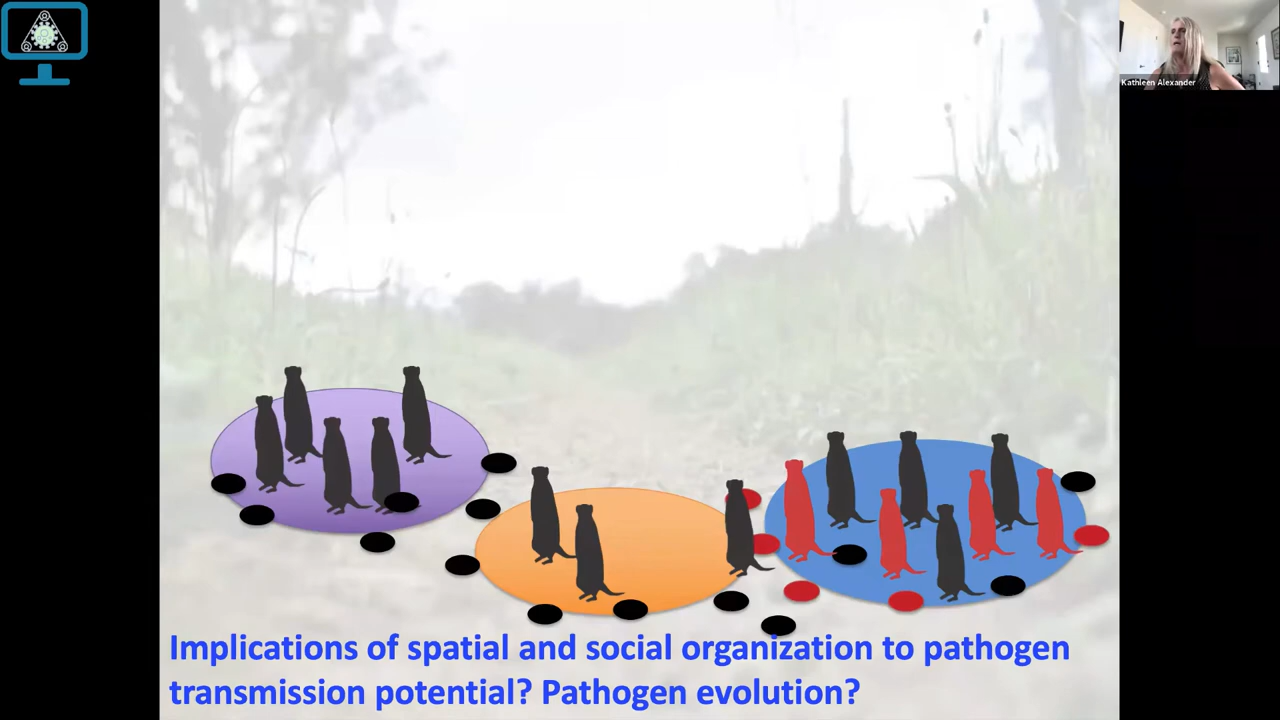 Kathleen Alexander
Implications of spatial and social organization to pathogen
transmission potential? Pathogen evolution?